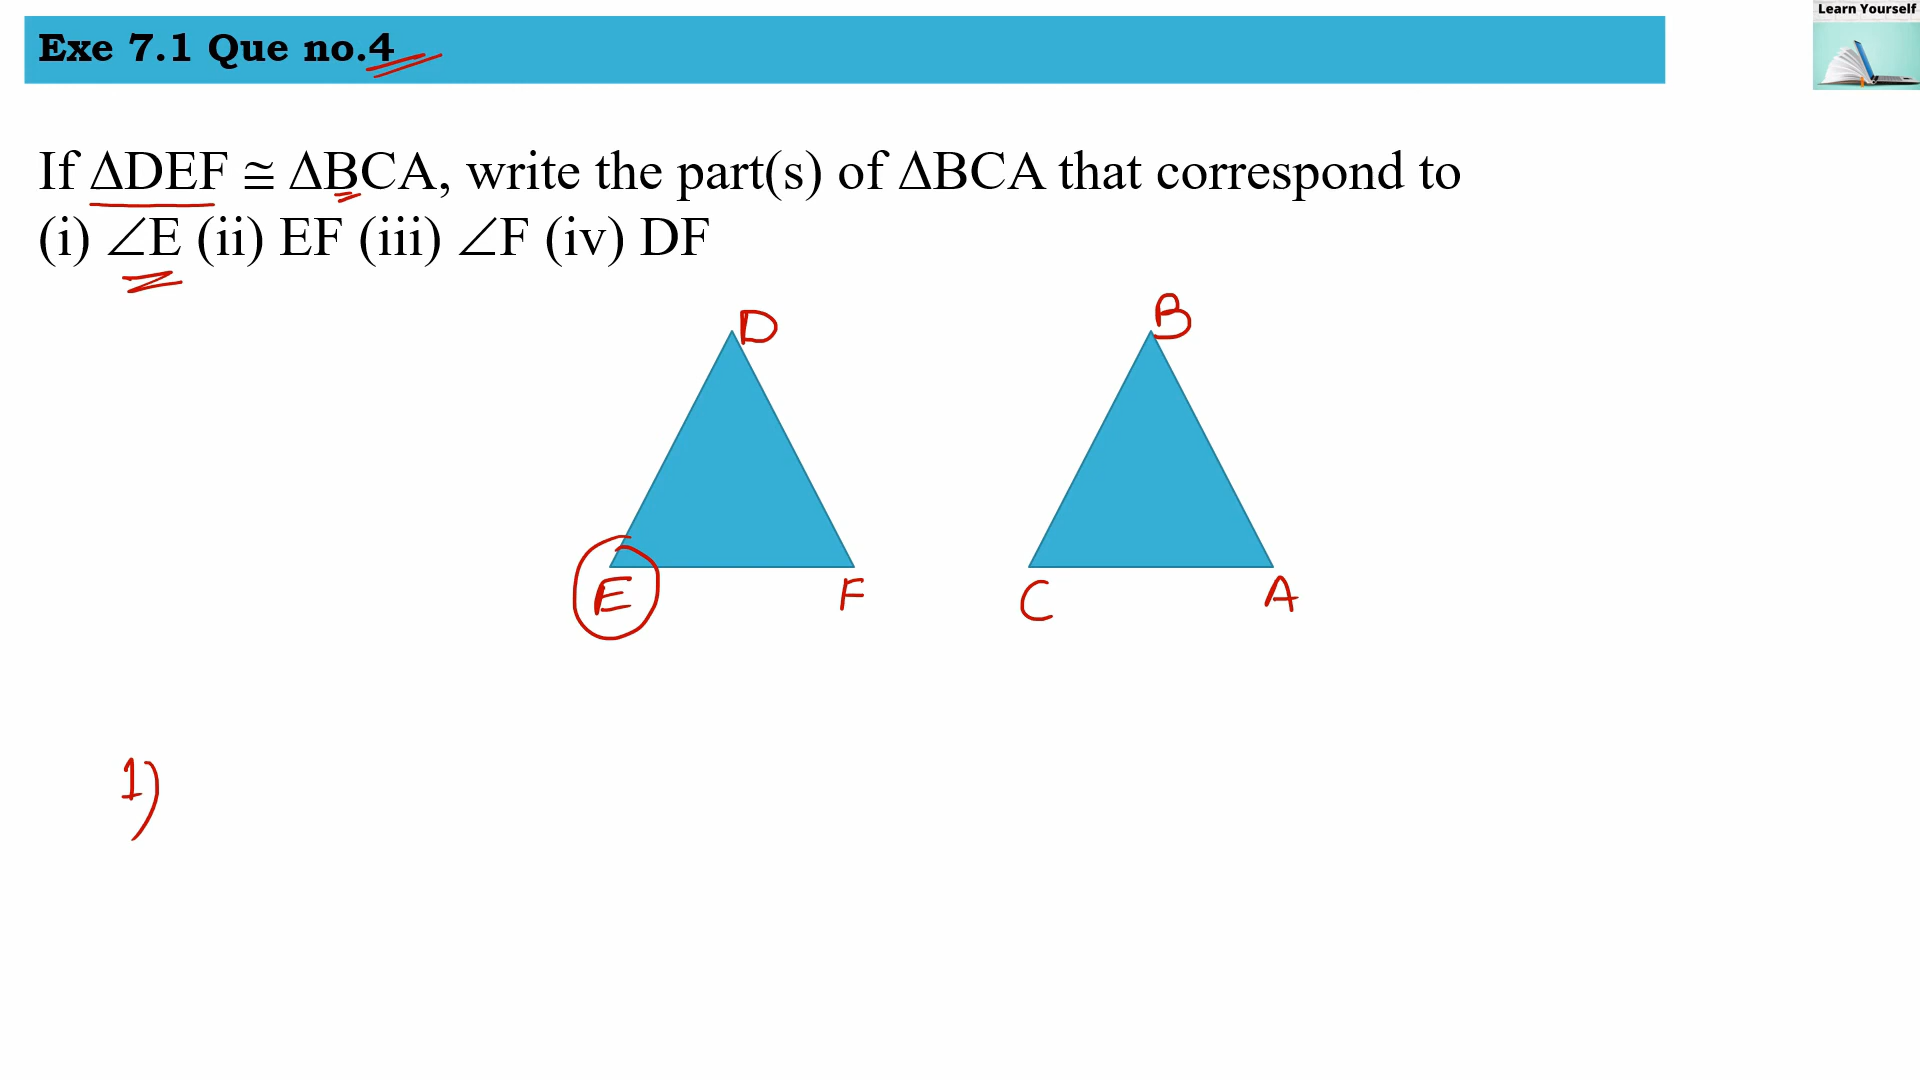 Learn Yourself
Exe 7.1 Que no.4
If ΔDEF ≅ ΔBCA, write the part(s) of ΔBCA that correspond to
(i) ∠E (ii) EF (iii) ∠F (iv) DF
D
B
E
F
C
A
1)